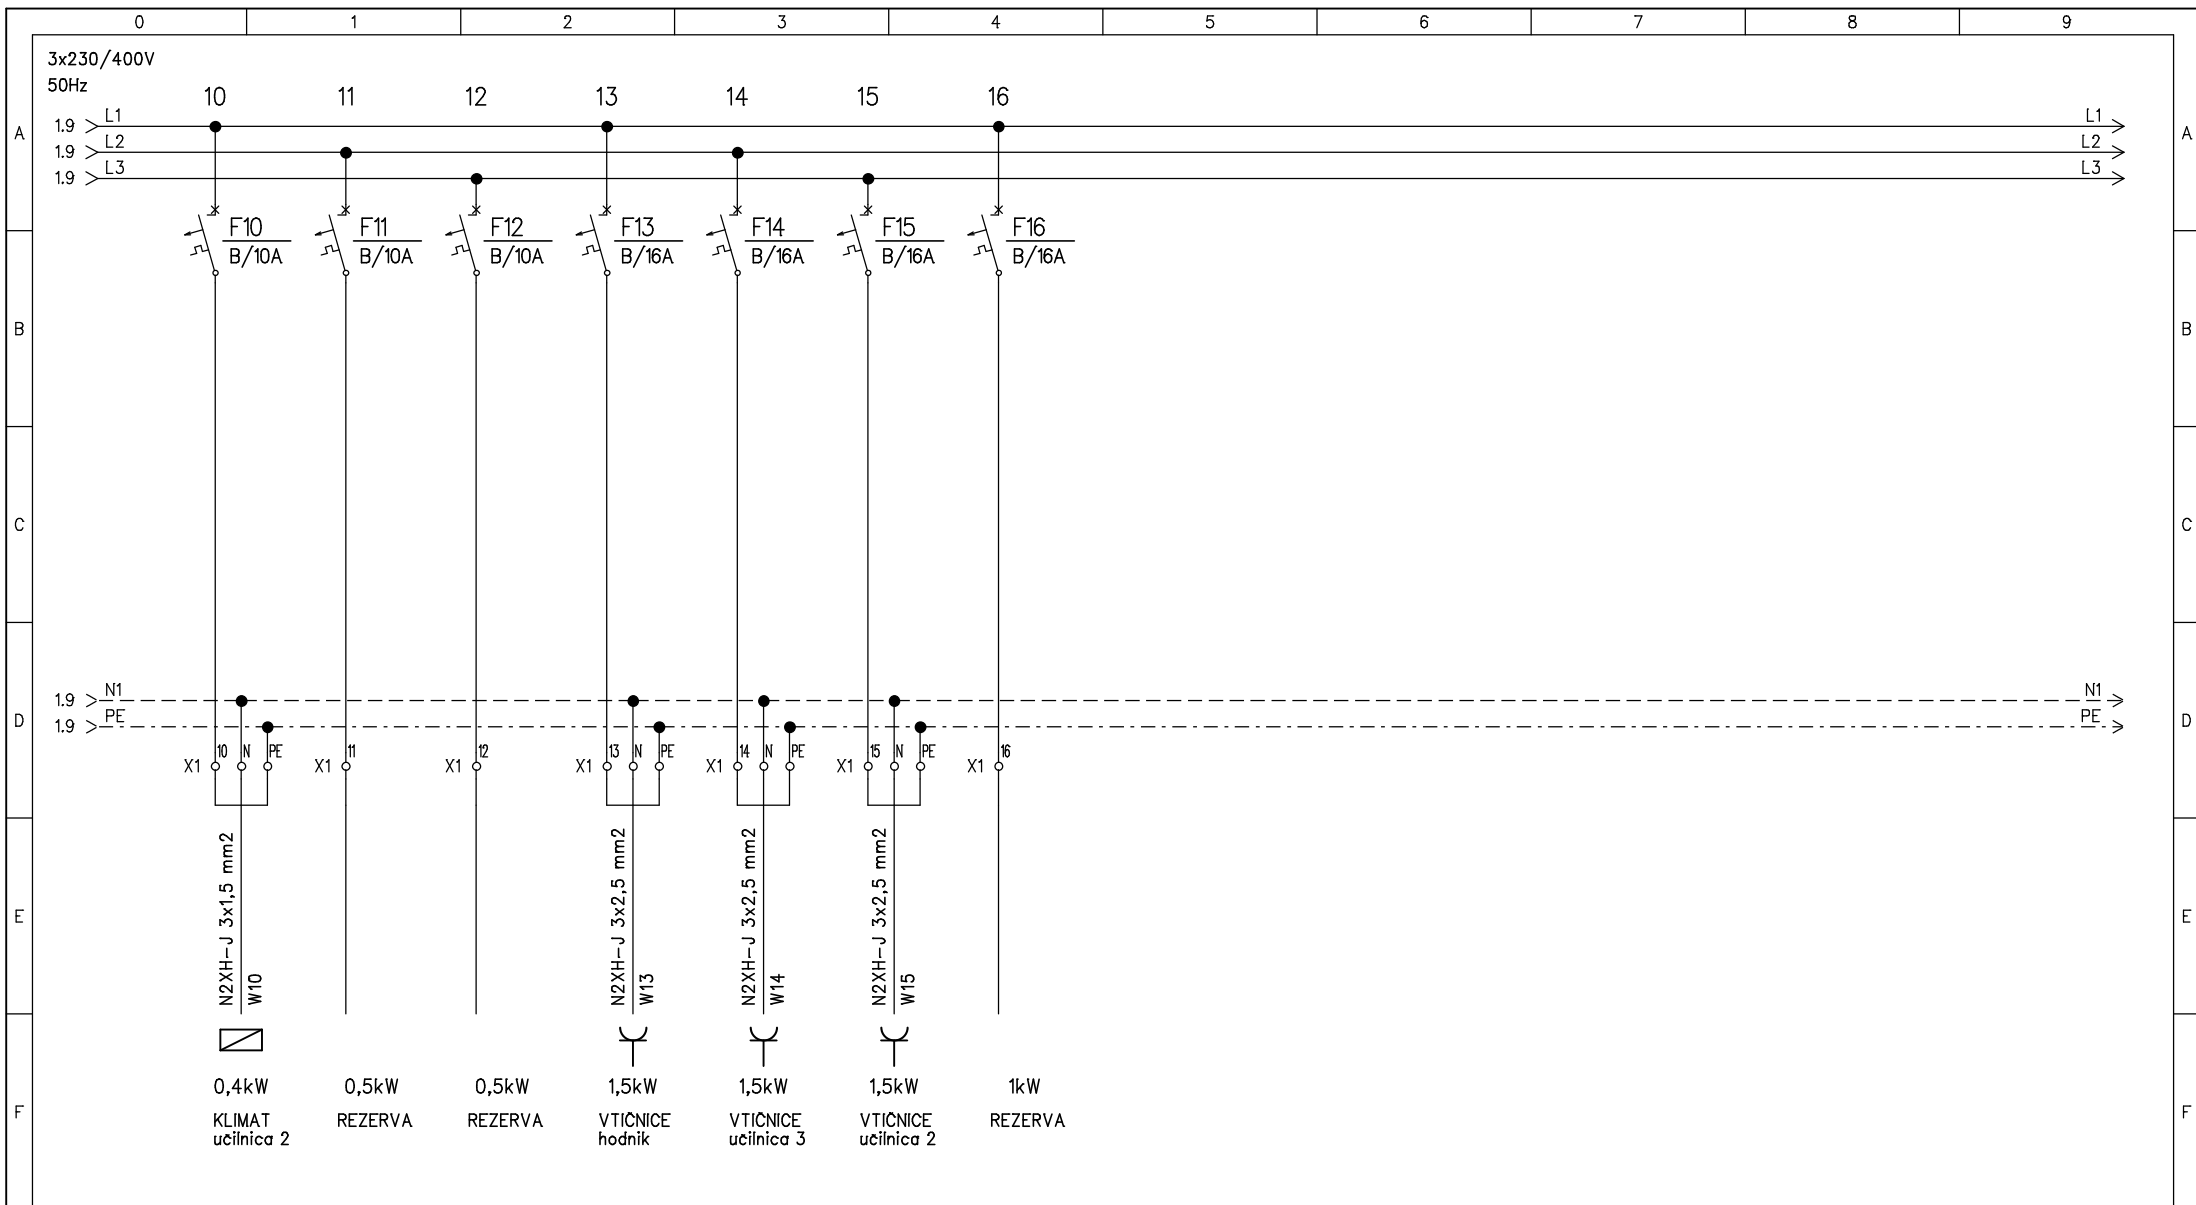 0 1 2 3 4 5 6 7 8 9
3x230/400V
50Hz
10 11 12 13 14 15 16
1.9 L1 L1
A A
1.9 L2 L2
1.9 L3 L3
F10 F11 F12 F13 F14 F15 F16
B/10A B/10A B/10A B/16A B/16A B/16A B/16A
B B
C C
1.9 N1 N1
1.9 PE PE
D D
10 N PE 11 12 13 N PE 14 N PE 15 N PE 16
X1 X1 X1 X1 X1 X1 X1
E E
N2XH-J 3x1,5 mm2
W10
N2XH-J 3x2,5 mm2
W13
N2XH-J 3x2,5 mm2
W14
N2XH-J 3x2,5 mm2
W15
0,4kW 0,5kW 0,5kW 1,5kW 1,5kW 1,5kW 1kW
F F
KLIMAT REZERVA REZERVA VTIČNICE VTIČNICE VTIČNICE REZERVA
učilnica 2 hodnik učilnica 3 učilnica 2